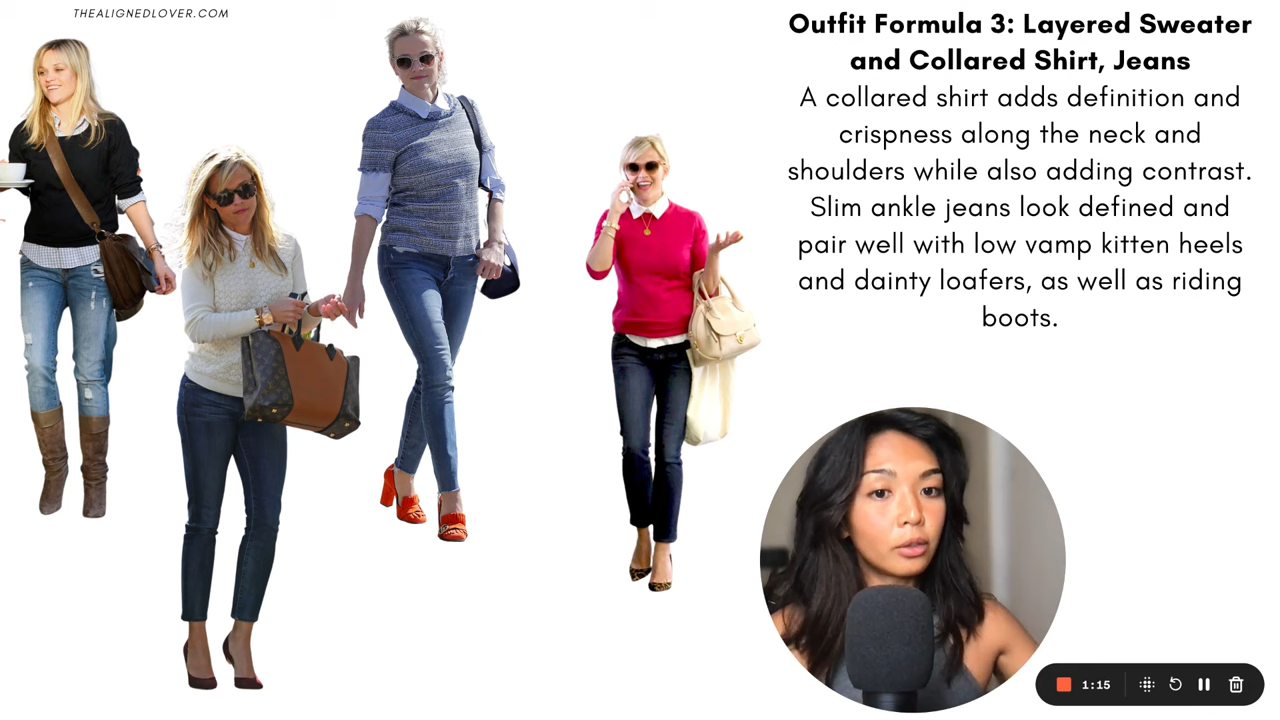 THEALIGNEDLOVER.COM
Outfit Formula 3: Layered Sweater
and Collared Shirt, Jeans
A collared shirt adds definition and
crispness along the neck and
shoulders while also adding contrast.
Slim ankle jeans look defined and
pair well with low vamp kitten heels
and dainty loafers, as well as riding
boots.
1:15